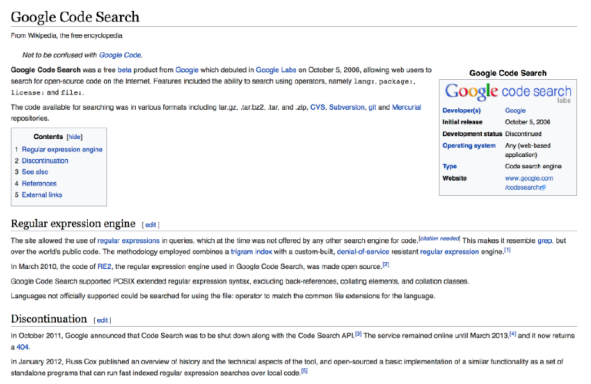 Google Code Search
From Wikipedia, the free encyclopedia
Not to be confused with Google Code.
Google Code Search was a free beta product from Google which debuted in Google Labs on October 5, 2006, allowing web users to
search for open-source code on the Internet. Features included the ability to search using operators, namely lang:, package:,
license: and file:.
The code available for searching was in various formats including tar.gz, .tar.bz2, .tar, and .zip, CVS, Subversion, git and Mercurial
repositories.
Google Code Search
Google code search
labs
Developer(s) Google
Initial release October 5, 2006
Development status Discontinued
Operating system Any (web-based
application)
Type Code search engine
Website www.google.com
/codesearch
Contents [hide]
1 Regular expression engine
2 Discontinuation
3 See also
4 References
5 External links
Regular expression engine [edit]
The site allowed the use of regular expressions in queries, which at the time was not offered by any other search engine for code.[citation needed] This makes it resemble grep, but
over the world's public code. The methodology employed combines a trigram index with a custom-built, denial-of-service resistant regular expression engine.[1]
In March 2010, the code of RE2, the regular expression engine used in Google Code Search, was made open source.[2]
Google Code Search supported POSIX extended regular expression syntax, excluding back-references, collating elements, and collation classes.
Languages not officially supported could be searched for using the file: operator to match the common file extensions for the language.
Discontinuation [edit]
In October 2011, Google announced that Code Search was to be shut down along with the Code Search API.[3] The service remained online until March 2013,[4] and it now returns
a 404.
In January 2012, Russ Cox published an overview of history and the technical aspects of the tool, and open-sourced a basic implementation of a similar functionality as a set of
standalone programs that can run fast indexed regular expression searches over local code.[5]